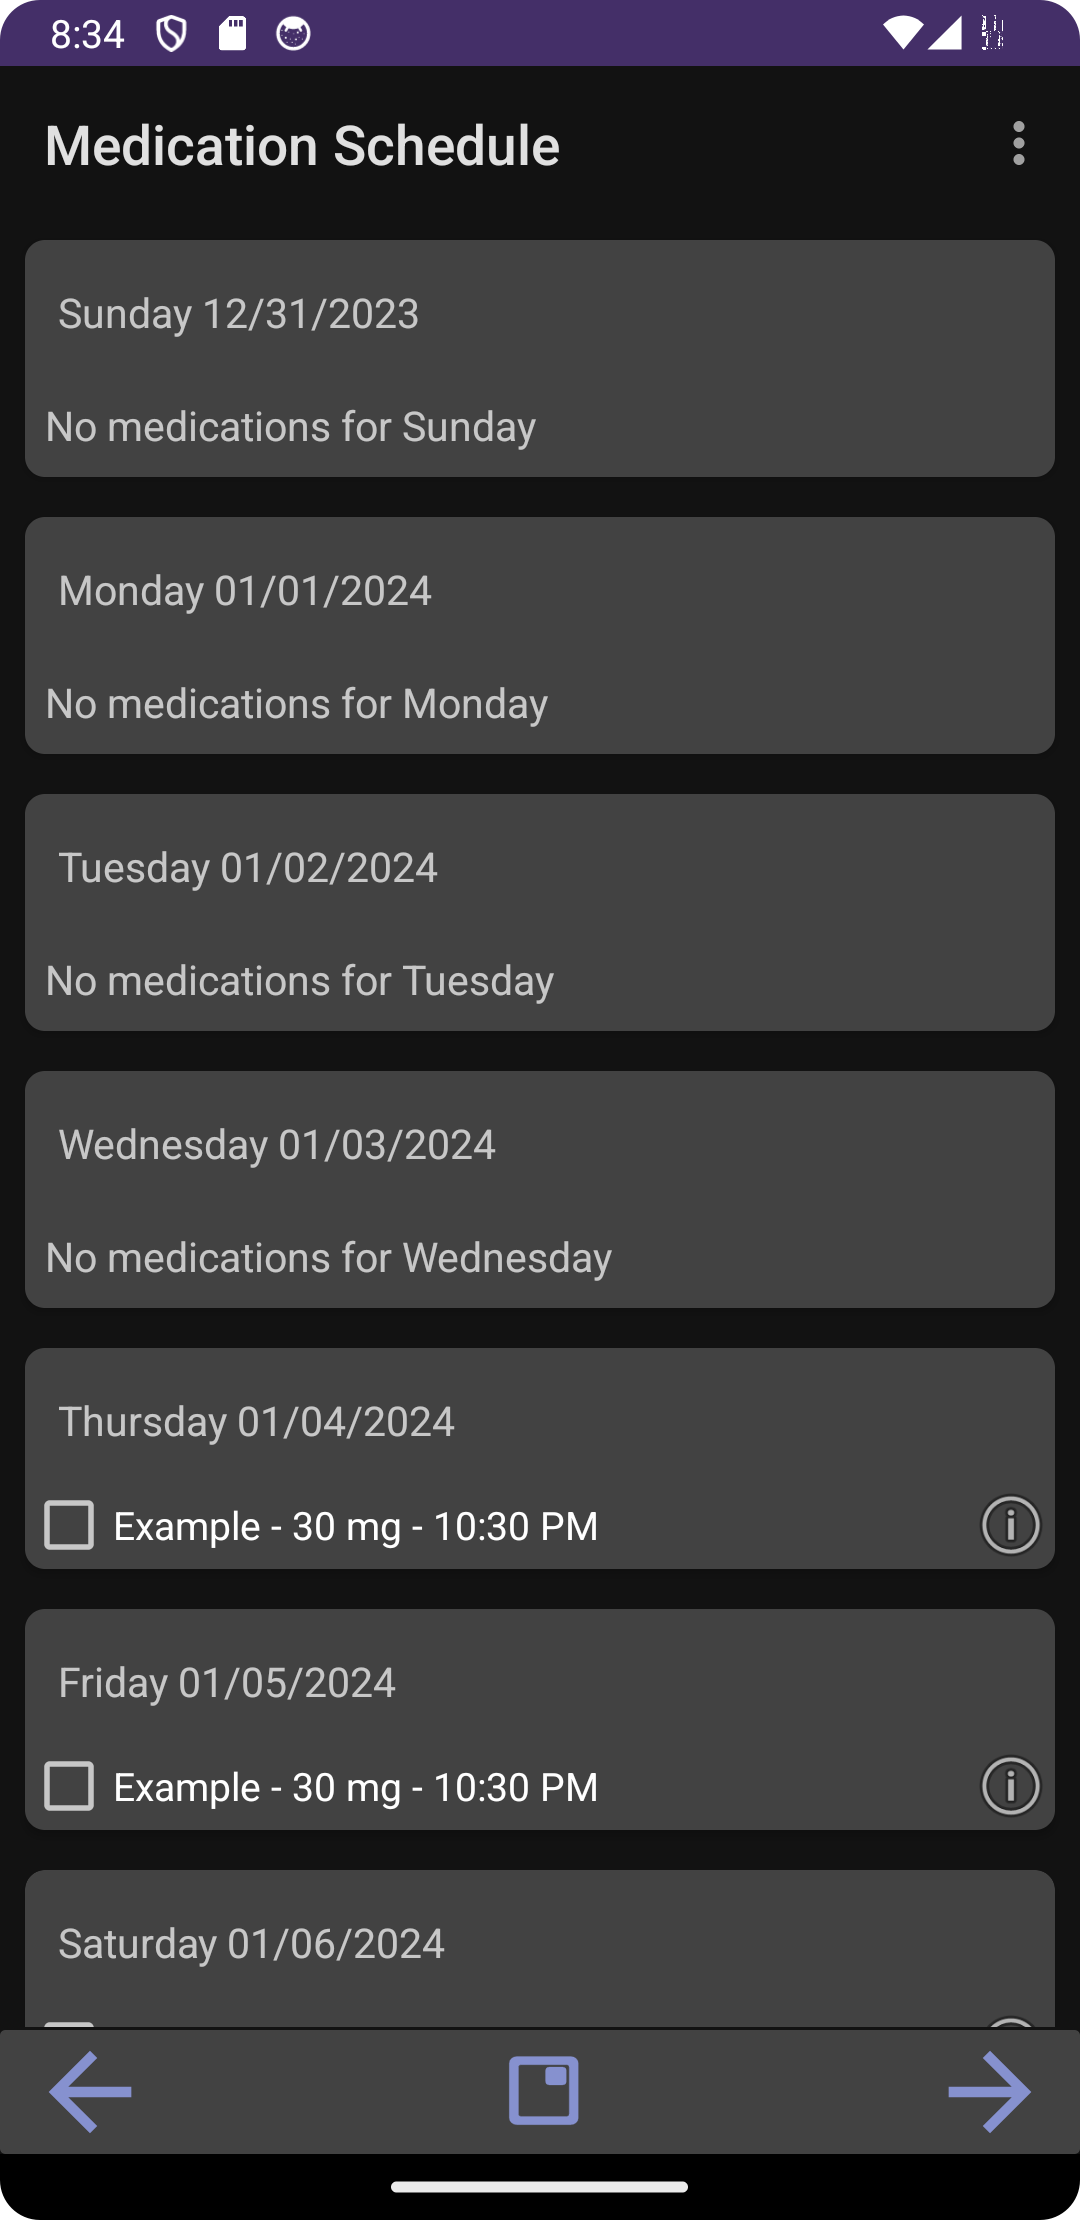 8:34
Medication Schedule
Sunday 12/31/2023
No medications for Sunday
Monday 01/01/2024
No medications for Monday
Tuesday 01/02/2024
No medications for Tuesday
Wednesday 01/03/2024
No medications for Wednesday
Thursday 01/04/2024
Example - 30 mg - 10:30 PM
Friday 01/05/2024
Example - 30 mg - 10:30 PM
Saturday 01/06/2024